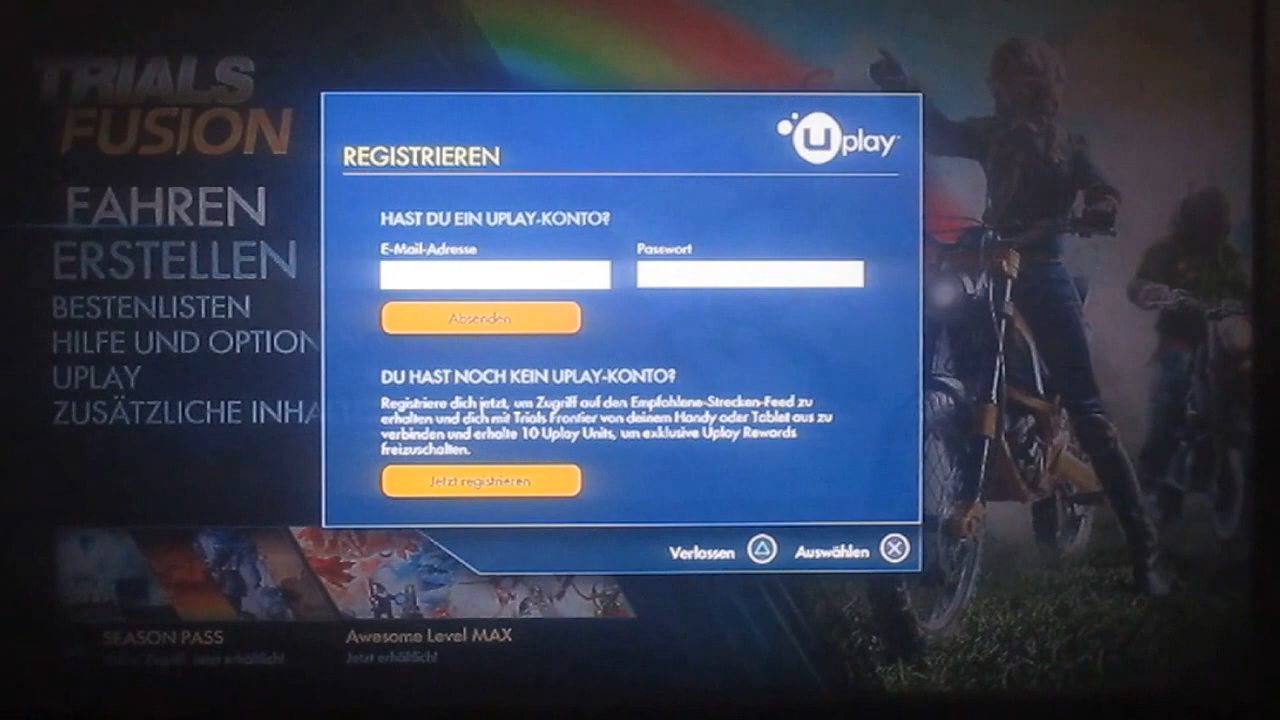 TRIALS
FUSION
FAHREN
ERSTELLEN
BESTENLISTEN
HILFE UND OPTION
UPLAY
ZUSÄTZLICHE INHA
Uplay
REGISTRIEREN
HAST DU EIN UPLAY-KONTO?
E-Mail-Adresse
Passwort
Absenden
DU HAST NOCH KEIN UPLAY-KONTO?
Registriere dich jetzt, um Zugriff auf den Empfohlene-Strecken-Feed zu
erhalten und dich mit Trials Frontier von deinem Handy oder Tablet aus zu
verbinden und erhalte 10 Uplay Units, um exklusive Uplay Rewards
freizuschalten.
Jetzt registrieren
Verlassen
Auswählen
SEASON PASS
Zugriff. Jetzt erhältlich!
Awesome Level MAX
Jetzt erhältlich!